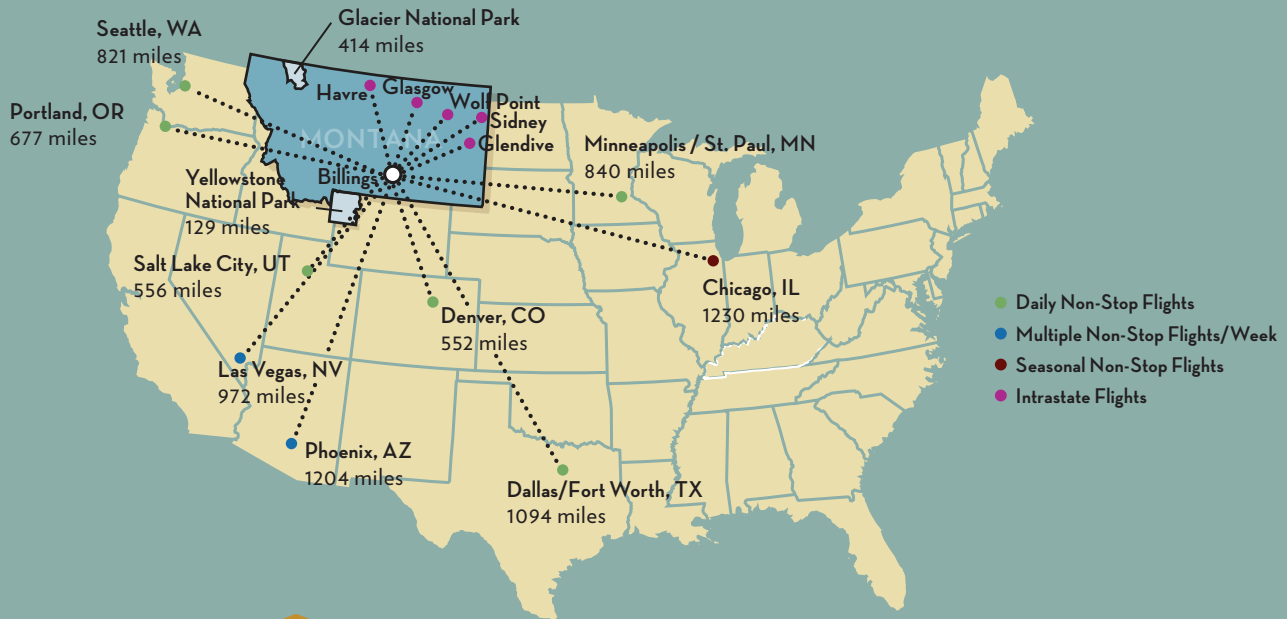 Glacier National Park
414 miles
Seattle, WA
821 miles
Havre
Glasgow
Wolf Point
Sidney
Glendive
Portland, OR
677 miles
MONTANA
Minneapolis / St. Paul, MN
840 miles
Billings
Yellowstone
National Park
129 miles
Salt Lake City, UT
556 miles
Chicago, IL
1230 miles
Denver, CO
552 miles
Las Vegas, NV
972 miles
Phoenix, AZ
1204 miles
Dallas/Fort Worth, TX
1094 miles
Daily Non-Stop Flights
Multiple Non-Stop Flights/Week
Seasonal Non-Stop Flights
Intrastate Flights